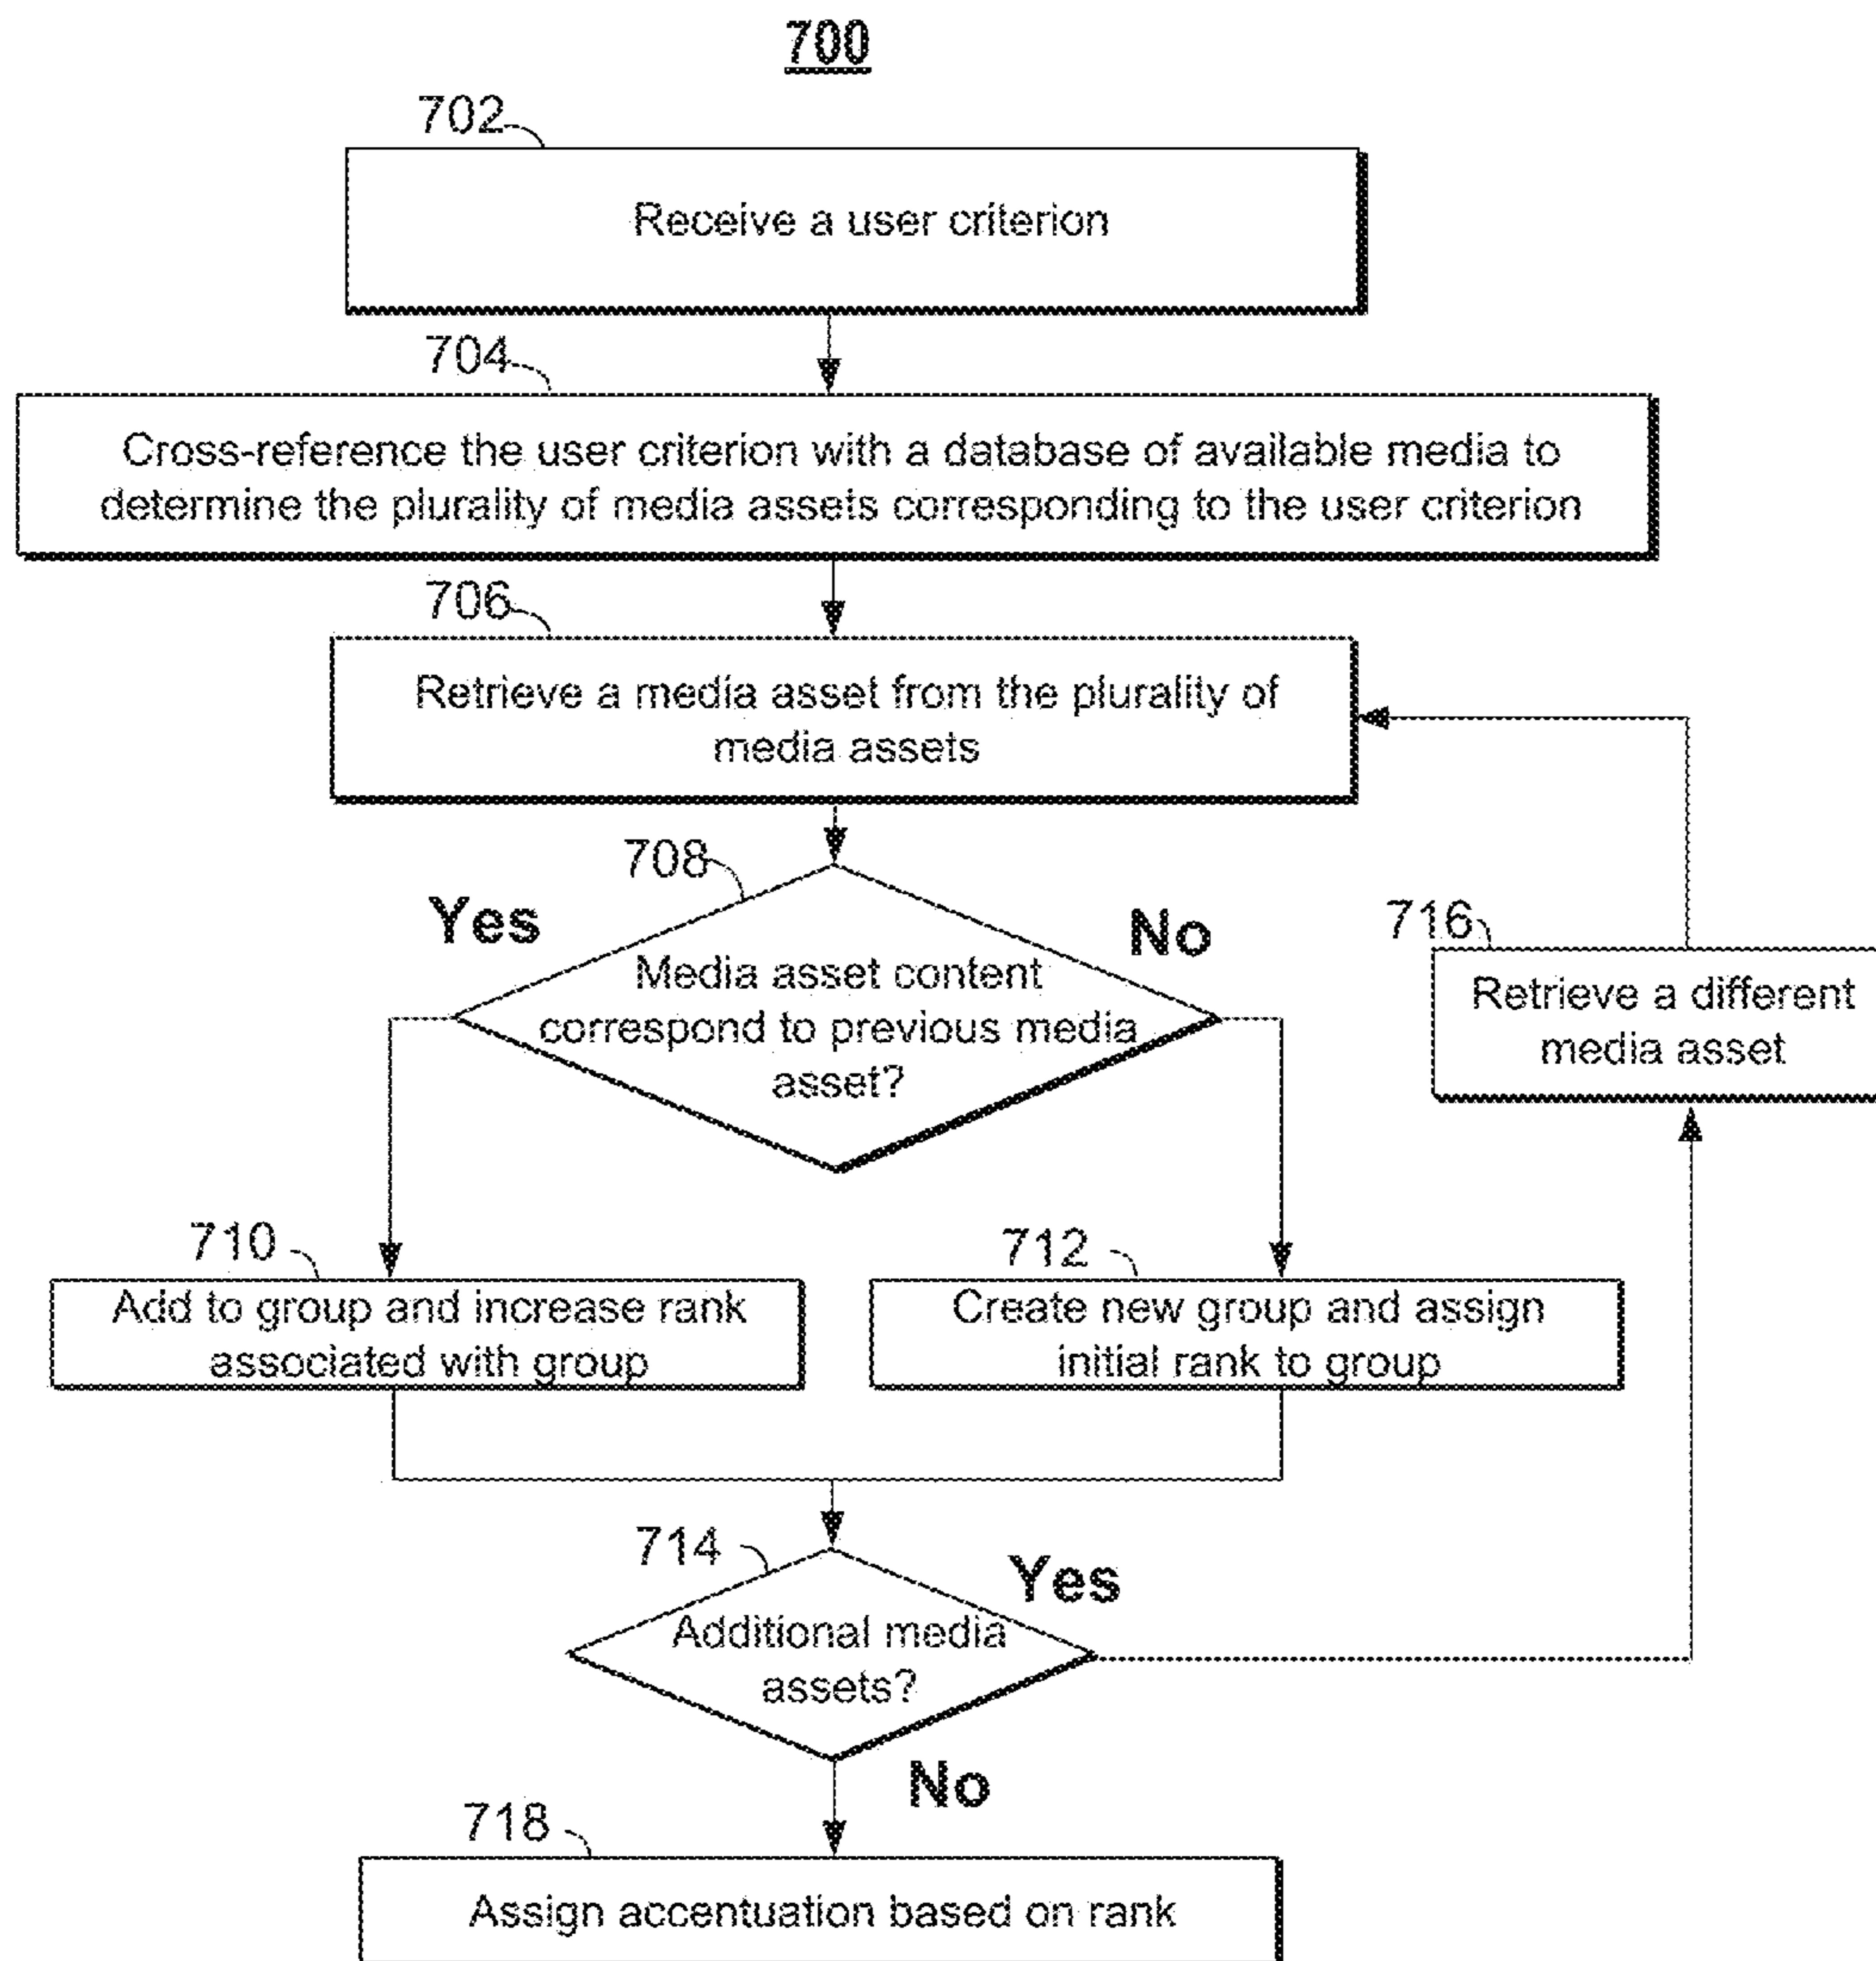 700
702
Receive a user criterion
704
Cross-reference the user criterion with a database of available media to
determine the plurality of media assets corresponding to the user criterion
706
Retrieve a media asset from the plurality of
media assets
708
Yes
No
Media asset content
correspond to previous media
asset?
716
Retrieve a different
media asset
710
Add to group and increase rank
associated with group
712
Create new group and assign
initial rank to group
714
Yes
Additional media
assets?
No
718
Assign accentuation based on rank